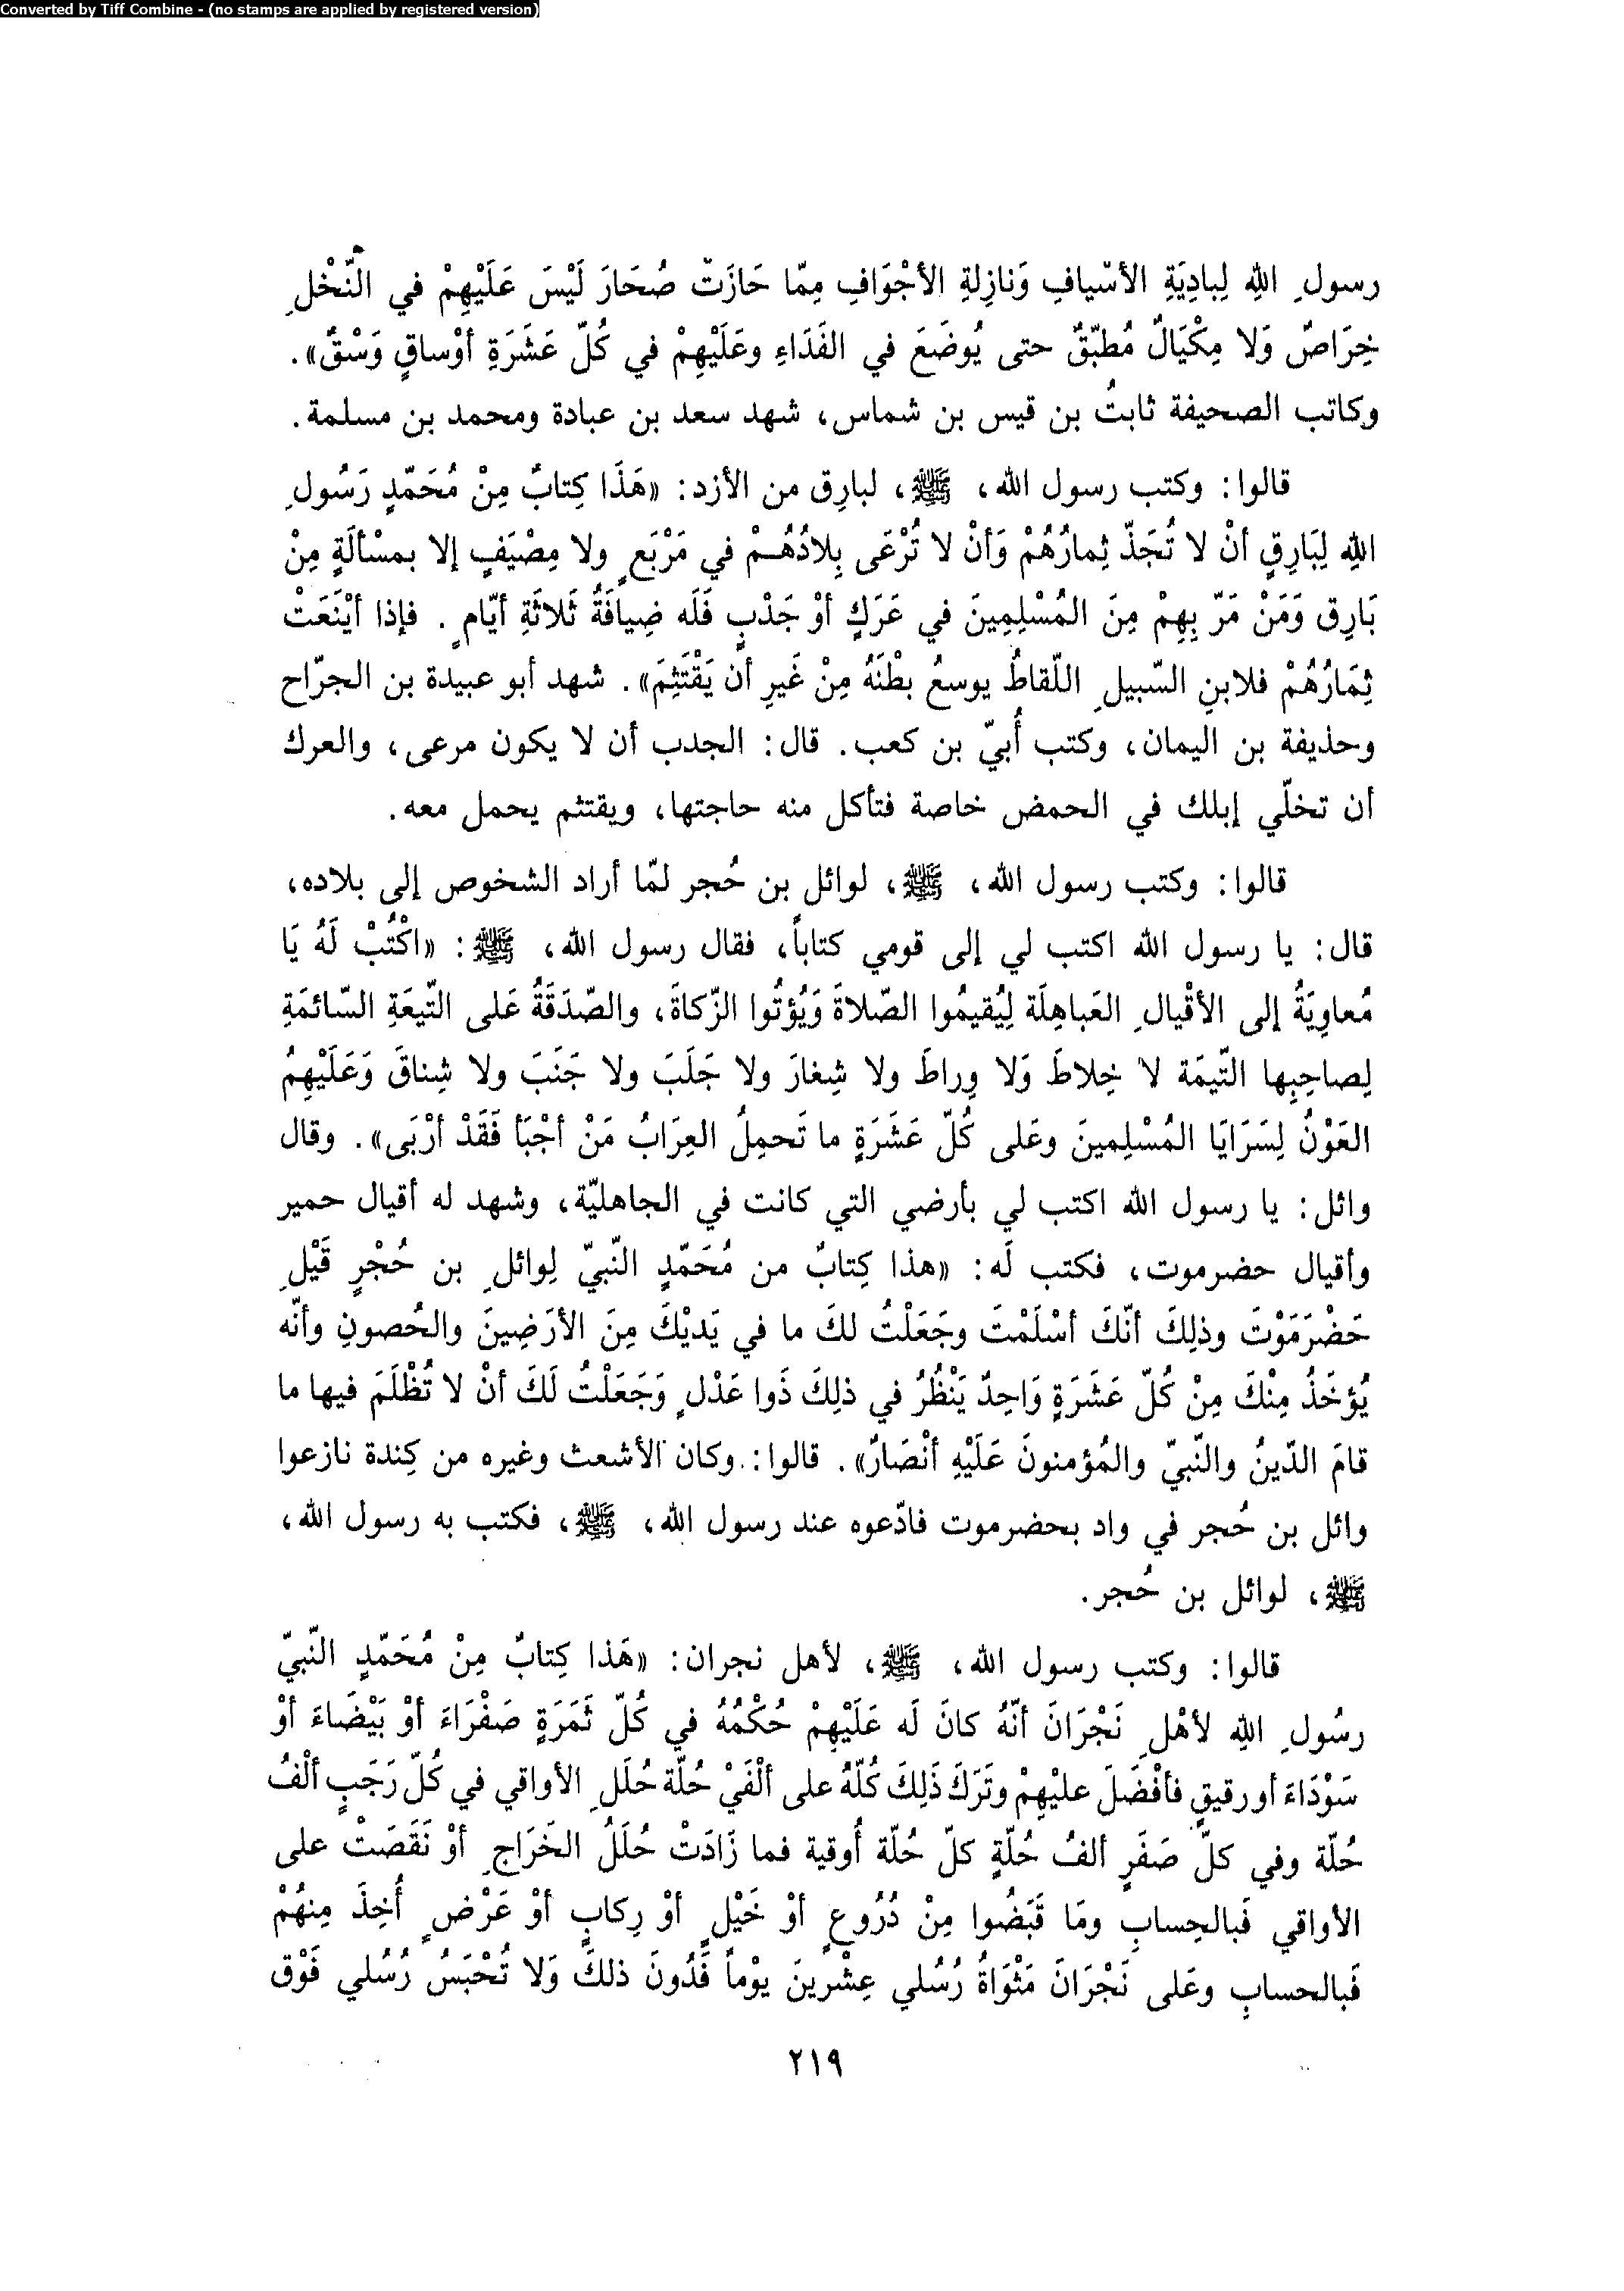 Converted by Tiff Combine - (no stamps are applied by registered version)
رسولِ اللهِ لِبادِيَةِ الأسْيافِ وَنازِلةِ الأجْوَافِ مِمّا حَازَتْ صُحَارَ لَيْسَ عَلَيْهِمْ في النّخْلِ
خِرَاصٌ وَلا مِكْيَالٌ مُطبّقٌ حتى يُوضَعَ في الفَدَاءِ وعَلَيْهِمْ في كُلّ عَشَرَةِ أوْساقٍ وَسْقٌ».
وكاتب الصحيفة ثابتُ بن قيس بن شماس، شهد سعد بن عبادة ومحمد بن مسلمة.
قالوا: وكتب رسول الله، ﷺ، لبارِق من الأزد: «هَذَا كِتابٌ مِنْ مُحَمّدٍ رَسُولِ
اللهِ لِبَارِقٍ أنْ لا تُجَذّ ثِمارُهُمْ وَأنْ لا تُرْعَى بِلادُهُمْ في مَرْبَعٍ ولا مِصْيَفٍ إلا بمسْألَةٍ مِنْ
بَارِق وَمَنْ مَرّ بِهِمْ مِنَ المُسْلِمِينَ في عَرَكٍ أوْ جَدْبٍ فَلَه ضِيافَةُ ثَلاثَةِ أيّامٍ. فإذا أيْنَعَتْ
ثِمَارُهُمْ فلابنِ السّبيلِ اللّقاطُ يوسعُ بطْنَهُ مِنْ غَيرِ أن يَقْتَثِمَ». شهد أبو عبيدة بن الجرّاح
وحذيفة بن اليمان، وكتب أُبيّ بن كعب. قال: الجدب أن لا يكون مرعى، والعرك
أن تخلّي إبلك في الحمض خاصة فتأكل منه حاجتها، ويقتثم يحمل معه.
قالوا: وكتب رسول الله، ﷺ، لوائل بن حُجر لمّا أراد الشخوص إلى بلاده،
قال: يا رسول الله اكتب لي إلى قومي كتاباً، فقال رسول الله، ﷺ: «اكْتُبْ لَهُ يَا
مُعاوِيَةُ إلى الأقْيالِ العَباهِلَة لِيُقيمُوا الصّلاةَ وَيُؤتُوا الزّكاةَ، والصّدَقَةُ عَلى التّيعَةِ السّائمَةِ
لِصاحِبِها التّيمَة لا خِلاطَ وَلا وِراطَ ولا شِغارَ ولا جَلَبَ ولا جَنَبَ ولا شِناقَ وَعَلَيْهِمُ
العَوْنُ لِسَرَايَا المُسْلِمينَ وعَلى كُلّ عَشَرَةٍ ما تَحمِلُ العِرَابُ مَنْ أجْبَأ فَقَدْ أرْبَى». وقال
وائل: يا رسول الله اكتب لي بأرضي التي كانت في الجاهليّة، وشهد له أقيال حمير
وأقيال حضرموت، فكتب لَه: «هذا كِتابٌ من مُحَمّدٍ النّبيّ لِوائلِ بن حُجْرٍ قَيْلِ
حَضْرَمَوْتَ وذلِكَ أنّكَ أسْلَمْتَ وجَعَلْتُ لكَ ما في يَديْكَ مِنَ الأرَضِينَ والحُصونِ وأنّه
يُؤخَذُ مِنْكَ مِنْ كُلّ عَشَرَةٍ وَاحِدٌ يَنْظُرُ في ذلِكَ ذَوا عَدْلٍ وَجَعَلْتُ لَكَ أنْ لا تُظْلَمَ فيها ما
قامَ الدّينُ والنّبيّ والمُؤمنونَ عَلَيْهِ أنْصَارٌ». قالوا: وكان الأشعث وغيره من كِندة نازعوا
وائل بن حُجر في واد بحضرموت فادّعوه عند رسول الله، ﷺ، فكتب به رسول الله،
ﷺ، لوائل بن حُجر.
قالوا: وكتب رسول الله، ﷺ، لأهل نجران: «هَذا كِتابٌ مِنْ مُحَمّدٍ النّبيّ
رسُولِ اللهِ لأهْلِ نَجْرَانَ أنّهُ كانَ لَه عَلَيْهِمْ حُكْمُهُ في كُلّ ثَمَرَةٍ صَفْرَاءَ أوْ بَيْضَاءَ أوْ
سَوْدَاءَ أو رقيقٍ فأفْضَلَ عليْهِمْ وتَرَكَ ذَلِكَ كُلّهُ على ألْفَيْ حُلّة حُلَلِ الأواقي في كُلّ رَجَبٍ ألْفُ
حُلّة وفي كلّ صَفَرٍ ألفُ حُلّةٍ كلّ حُلّة أُوقية فما زَادَتْ حُلَلُ الخَرَاجِ أوْ نَقَصَتْ على
الأواقي فَبالحِسابِ ومَا قَبَضُوا مِنْ دُرُوعٍ أوْ خَيْلٍ أوْ رِكابٍ أوْ عَرْضٍ أُخِذَ مِنهُمْ
فَبالحسابِ وعَلى نَجْرَانَ مَثْوَاةُ رُسُلي عِشْرينَ يوْماً فَدُونَ ذلكَ وَلا تُحْبَسُ رُسُلي فَوْق
٢١٩